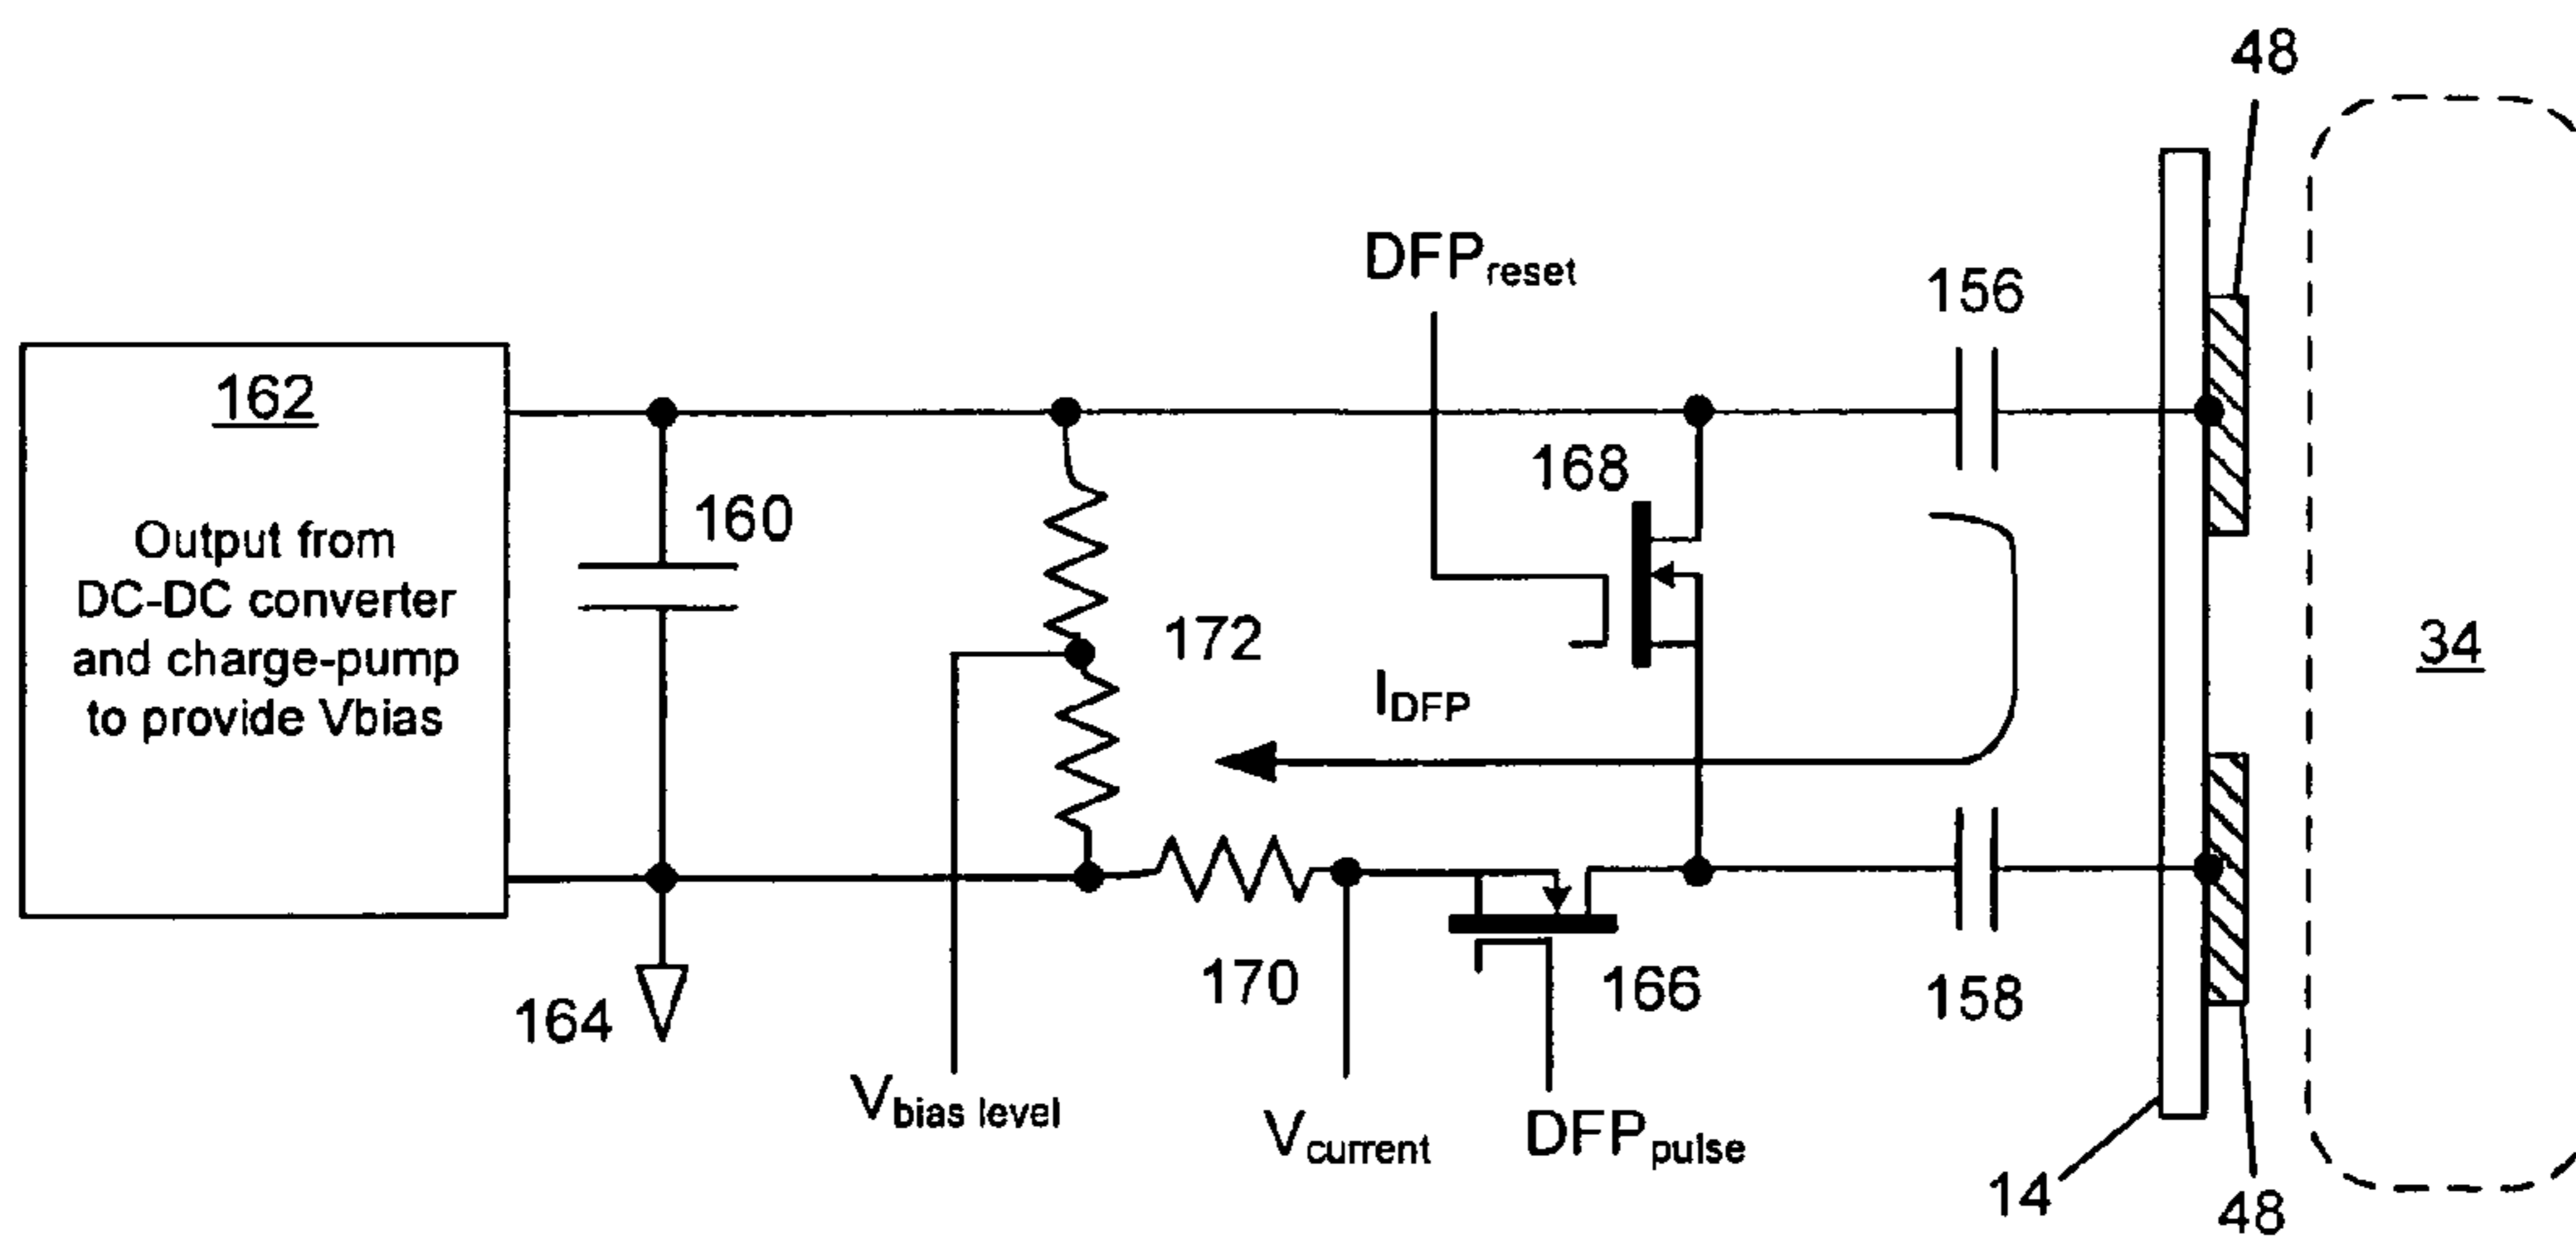 48
DFPreset
156
162
168
160
Output from
DC-DC converter
and charge-pump
to provide Vbias
172
34
IDFP
170
166
158
164
Vbias level
Vcurrent
DFPpulse
14
48